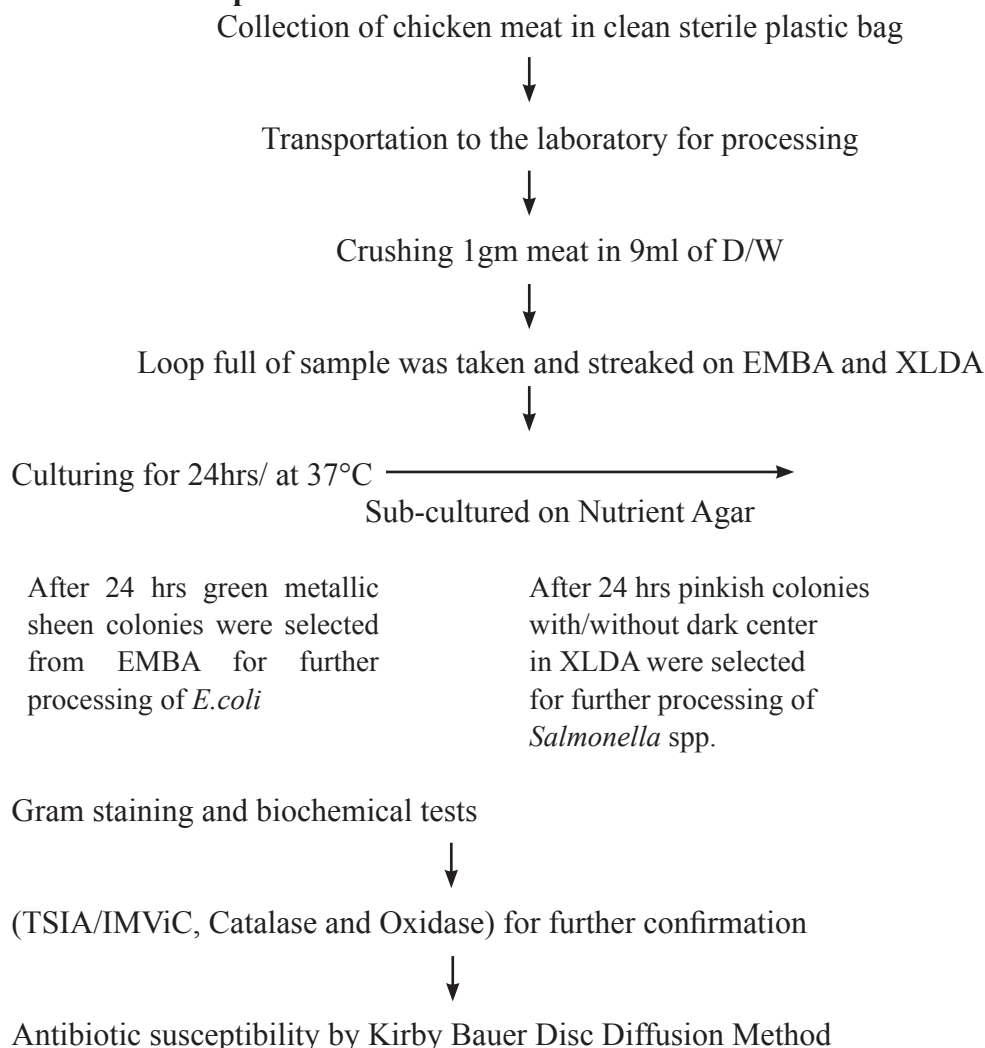 Collection of chicken meat in clean sterile plastic bag
Transportation to the laboratory for processing
Crushing 1gm meat in 9ml of D/W
Loop full of sample was taken and streaked on EMBA and XLDA
Culturing for 24hrs/ at 37°C
Sub-cultured on Nutrient Agar
After 24 hrs green metallic
sheen colonies were selected
from EMBA for further
processing of E.coli
After 24 hrs pinkish colonies
with/without dark center
in XLDA were selected
for further processing of
Salmonella spp.
Gram staining and biochemical tests
(TSIA/IMViC, Catalase and Oxidase) for further confirmation
Antibiotic susceptibility by Kirby Bauer Disc Diffusion Method